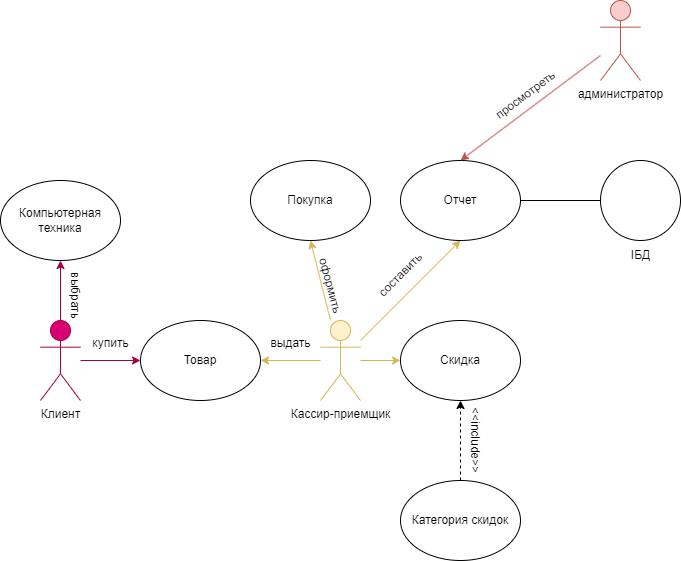 просмотреть
администратор
Компьютерная
техника
Покупка
Отчет
ІБД
выбрать
оформить
составить
купить
Товар
выдать
Скидка
Клиент
Кассир-приемщик
<<include>>
Категория скидок